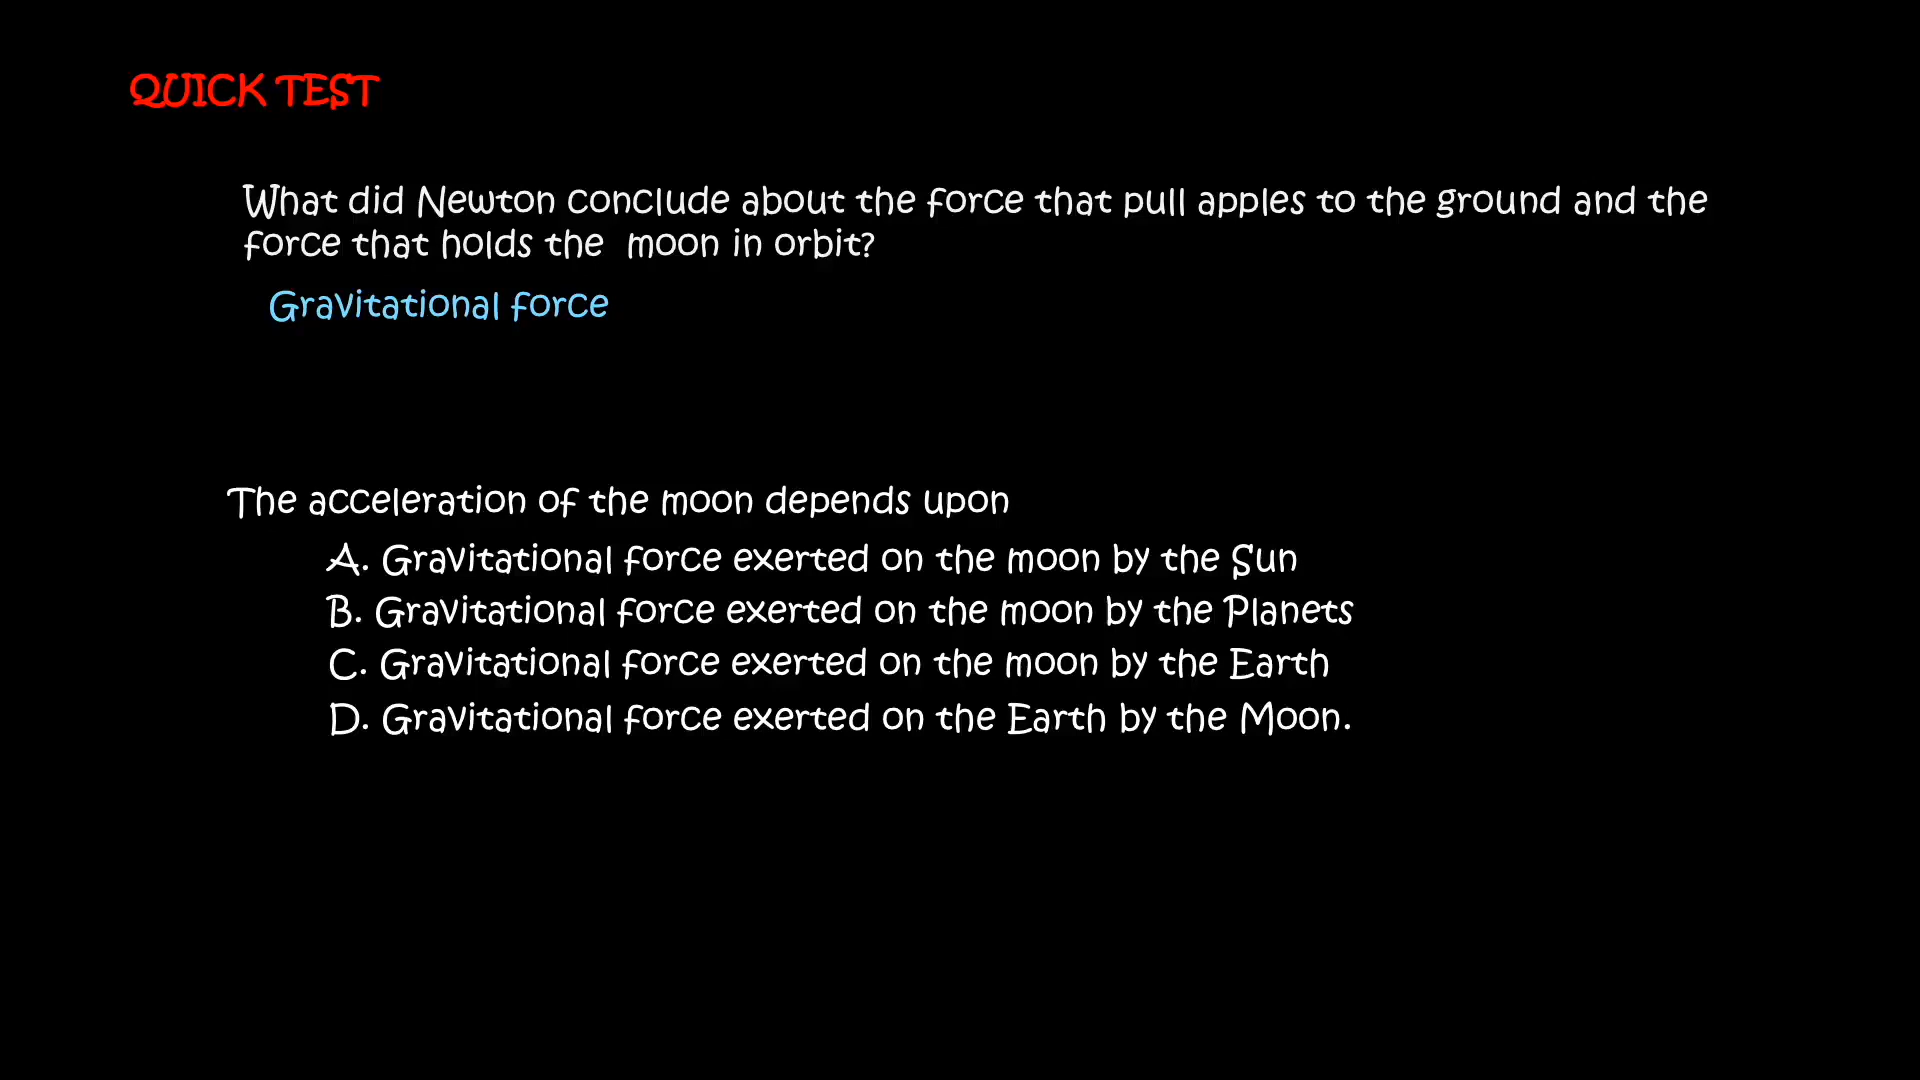 QUICK TEST
What did Newton conclude about the force that pull apples to the ground and the
force that holds the moon in orbit?
Gravitational force
The acceleration of the moon depends upon
A. Gravitational force exerted on the moon by the Sun
B. Gravitational force exerted on the moon by the Planets
C. Gravitational force exerted on the moon by the Earth
D. Gravitational force exerted on the Earth by the Moon.